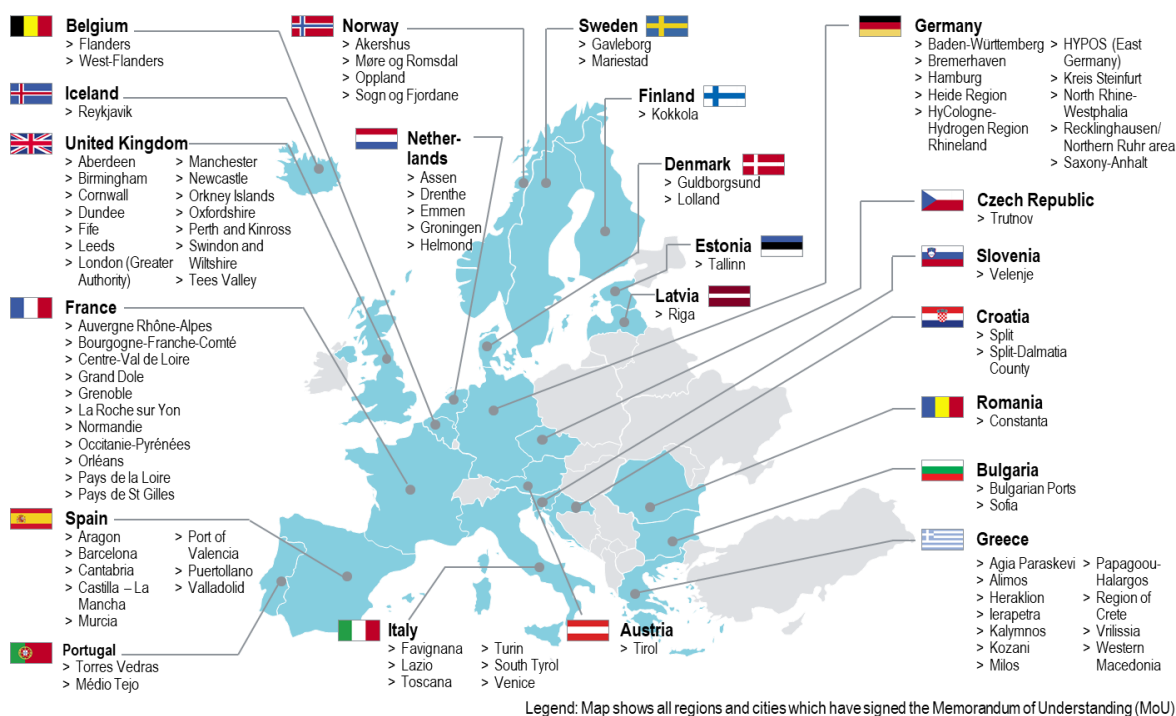 Belgium
> Flanders
> West-Flanders
Iceland
> Reykjavik
United Kingdom
> Aberdeen
> Birmingham
> Cornwall
> Dundee
> Fife
> Leeds
> London (Greater
Authority)
> Manchester
> Newcastle
> Orkney Islands
> Oxfordshire
> Perth and Kinross
> Swindon and
Wiltshire
> Tees Valley
France
> Auvergne Rhône-Alpes
> Bourgogne-Franche-Comté
> Centre-Val de Loire
> Grand Dole
> Grenoble
> La Roche sur Yon
> Normandie
> Occitanie-Pyrénées
> Orléans
> Pays de la Loire
> Pays de St Gilles
Spain
> Aragon
> Barcelona
> Cantabria
> Castilla – La
Mancha
> Murcia
> Port of
Valencia
> Puertollano
> Valladolid
Portugal
> Torres Vedras
> Médio Tejo
Norway
> Akershus
> Møre og Romsdal
> Oppland
> Sogn og Fjordane
Nether-
lands
> Assen
> Drenthe
> Emmen
> Groningen
> Helmond
Sweden
> Gavleborg
> Mariestad
Finland
> Kokkola
Denmark
> Guldborgsund
> Lolland
Estonia
> Tallinn
Latvia
> Riga
Italy
> Favignana
> Lazio
> Toscana
> Turin
> South Tyrol
> Venice
Austria
> Tirol
Germany
> Baden-Württemberg
> Bremerhaven
> Hamburg
> Heide Region
> HyCologne-
Hydrogen Region
Rhineland
> HYPOS (East
Germany)
> Kreis Steinfurt
> North Rhine-
Westphalia
> Recklinghausen/
Northern Ruhr area
> Saxony-Anhalt
Czech Republic
> Trutnov
Slovenia
> Velenje
Croatia
> Split
> Split-Dalmatia
County
Romania
> Constanta
Bulgaria
> Bulgarian Ports
> Sofia
Greece
> Agia Paraskevi
> Alimos
> Heraklion
> Ierapetra
> Kalymnos
> Kozani
> Milos
> Papagoou-
Halargos
> Region of
Crete
> Vrilissia
> Western
Macedonia
Legend: Map shows all regions and cities which have signed the Memorandum of Understanding (MoU)